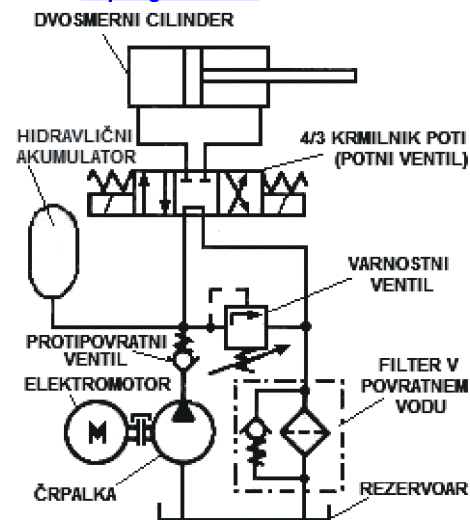 DVOSMERNI CILINDER
HIDRAVLIČNI
AKUMULATOR
4/3 KRMILNIK POTI
(POTNI VENTIL)
VARNOSTNI
VENTIL
PROTIPOVRATNI
VENTIL
ELEKTROMOTOR
M
FILTER V
POVRATNEM
VODU
ČRPALKA
REZERVOAR